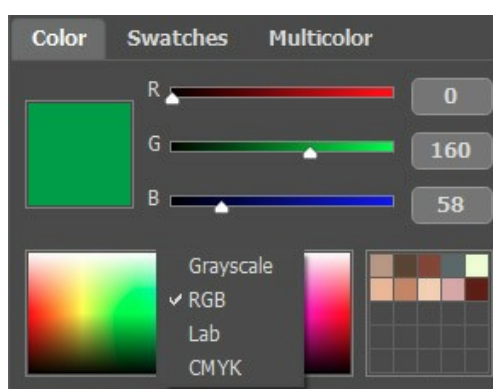 Color Swatches Multicolor
R 0
G 160
B 58
Grayscale
RGB
Lab
CMYK